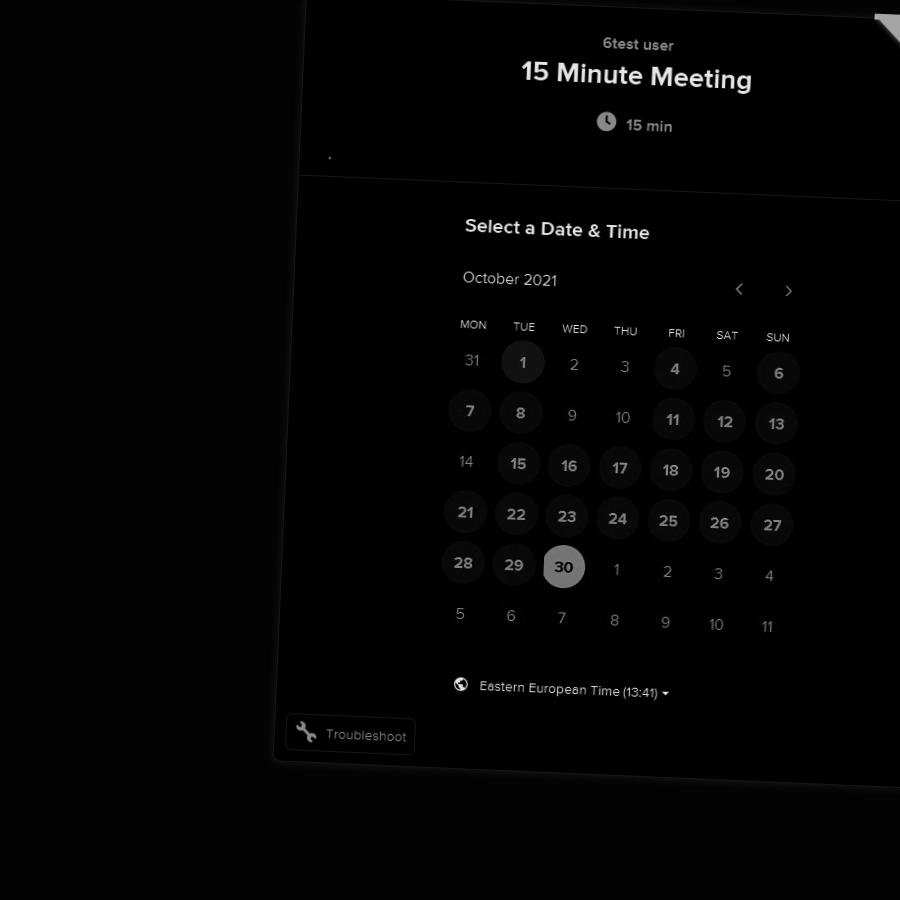 6test user
15 Minute Meeting
15 min
Select a Date & Time
October 2021
MON TUE WED THU FRI SAT SUN
31 1 2 3 4 5 6
7 8 9 10 11 12 13
14 15 16 17 18 19 20
21 22 23 24 25 26 27
28 29 30 1 2 3 4
5 6 7 8 9 10 11
Eastern European Time (13:41)
Troubleshoot